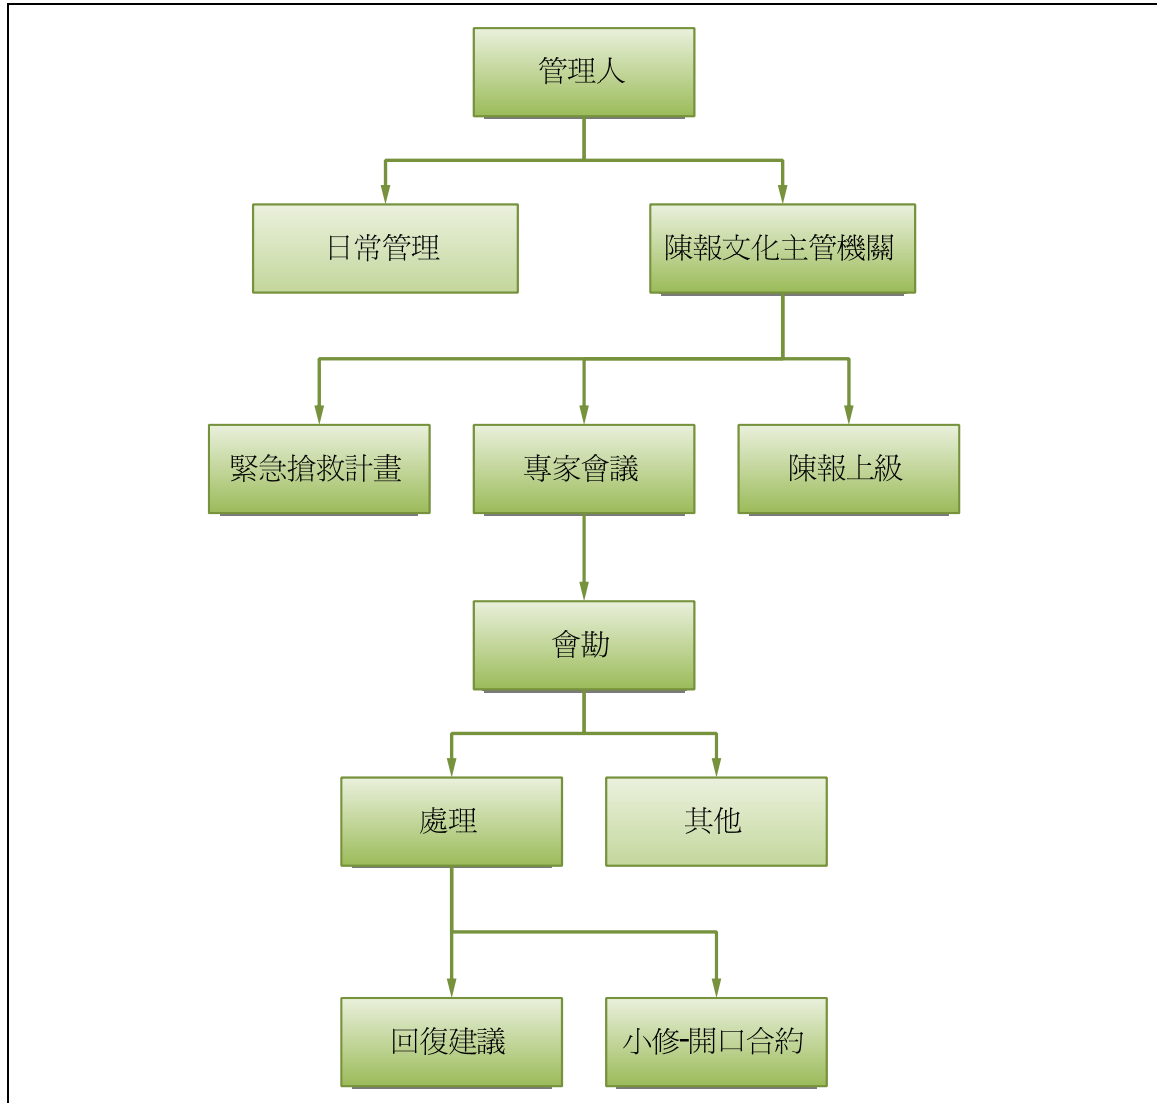 管理人
日常管理
陳報文化主管機關
緊急搶救計畫
專家會議
陳報上級
會勘
處理
其他
回復建議
小修-開口合約